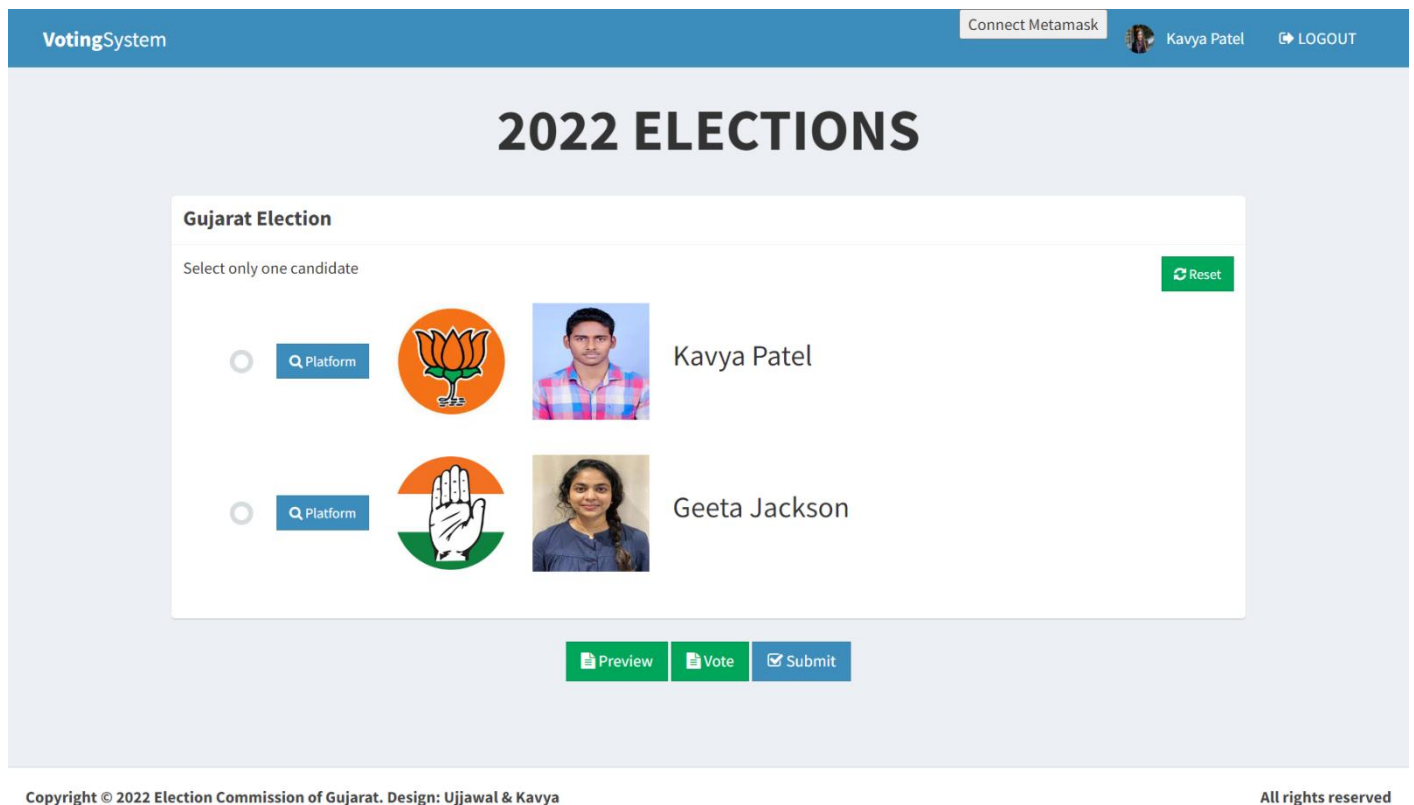 VotingSystem
Connect Metamask
Kavya Patel
LOGOUT
2022 ELECTIONS
Gujarat Election
Select only one candidate
Reset
Platform
Kavya Patel
Platform
Geeta Jackson
Preview
Vote
Submit
Copyright © 2022 Election Commission of Gujarat. Design: Ujjawal & Kavya
All rights reserved